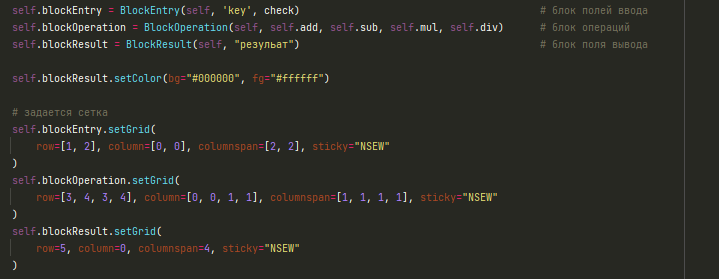 self.blockEntry = BlockEntry(self, 'key', check) # блок полей ввода
self.blockOperation = BlockOperation(self, self.add, self.sub, self.mul, self.div) # блок операций
self.blockResult = BlockResult(self, "резульат") # блок поля вывода
self.blockResult.setColor(bg="#000000", fg="#ffffff")
# задается сетка
self.blockEntry.setGrid(
row=[1, 2], column=[0, 0], columnspan=[2, 2], sticky="NSEW"
)
self.blockOperation.setGrid(
row=[3, 4, 3, 4], column=[0, 0, 1, 1], columnspan=[1, 1, 1, 1], sticky="NSEW"
)
self.blockResult.setGrid(
row=5, column=0, columnspan=4, sticky="NSEW"
)